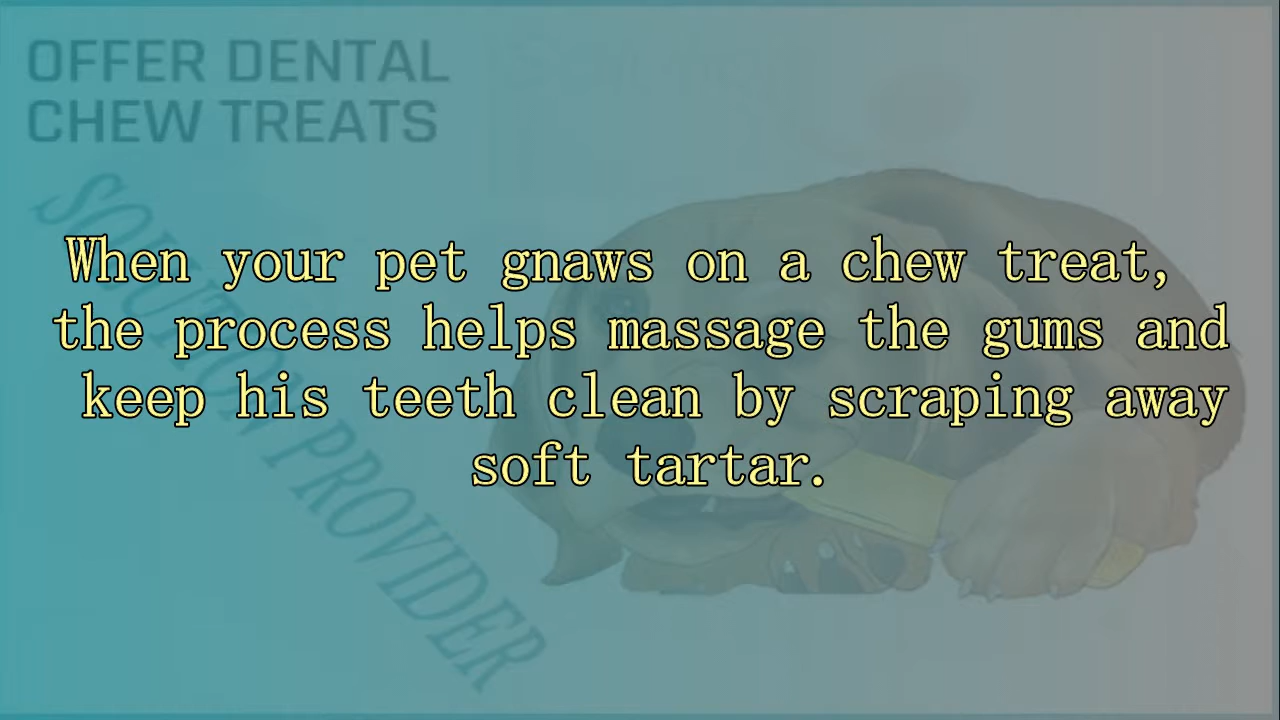 OFFER DENTAL
CHEW TREATS
SOLUTION PROVIDER
When your pet gnaws on a chew treat,
the process helps massage the gums and
keep his teeth clean by scraping away
soft tartar.